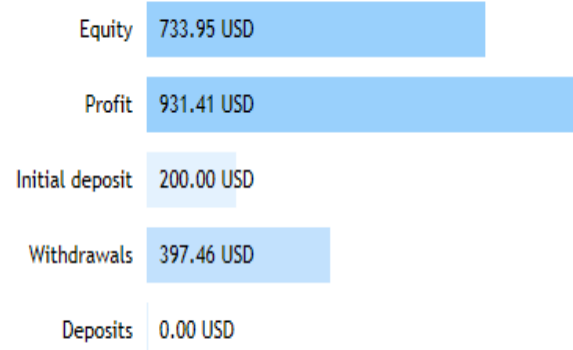 Equity 733.95 USD
Profit 931.41 USD
Initial deposit 200.00 USD
Withdrawals 397.46 USD
Deposits 0.00 USD